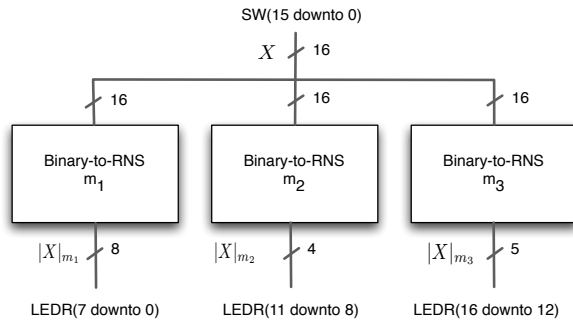 SW(15 downto 0)
X 16
16 16 16
Binary-to-RNS Binary-to-RNS Binary-to-RNS
m1 m2 m3
|X|m1 8 |X|m2 4 |X|m3 5
LEDR(7 downto 0) LEDR(11 downto 8) LEDR(16 downto 12)